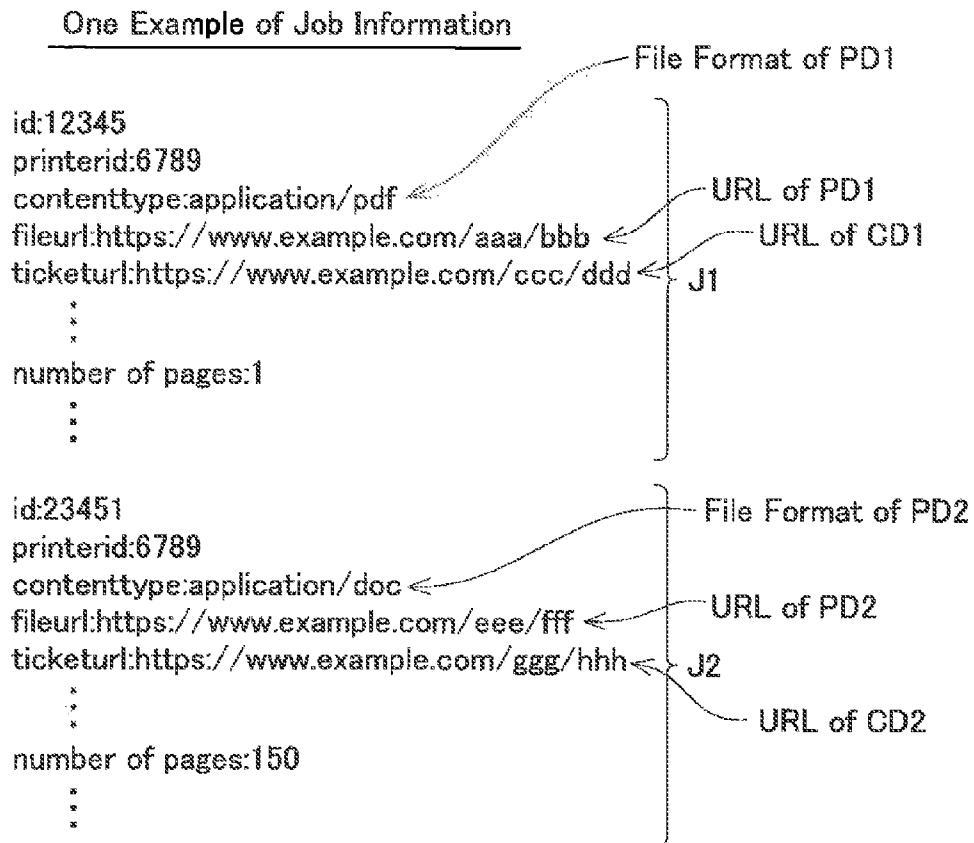 One Example of Job Information
File Format of PD1
id:12345
printerid:6789
contenttype:application/pdf
URL of PD1
fileurl:https://www.example.com/aaa/bbb
URL of CD1
ticketurl:https://www.example.com/ccc/ddd
J1
number of pages:1
id:23451
File Format of PD2
printerid:6789
contenttype:application/doc
fileurl:https://www.example.com/eee/fff
URL of PD2
ticketurl:https://www.example.com/ggg/hhh
J2
URL of CD2
number of pages:150